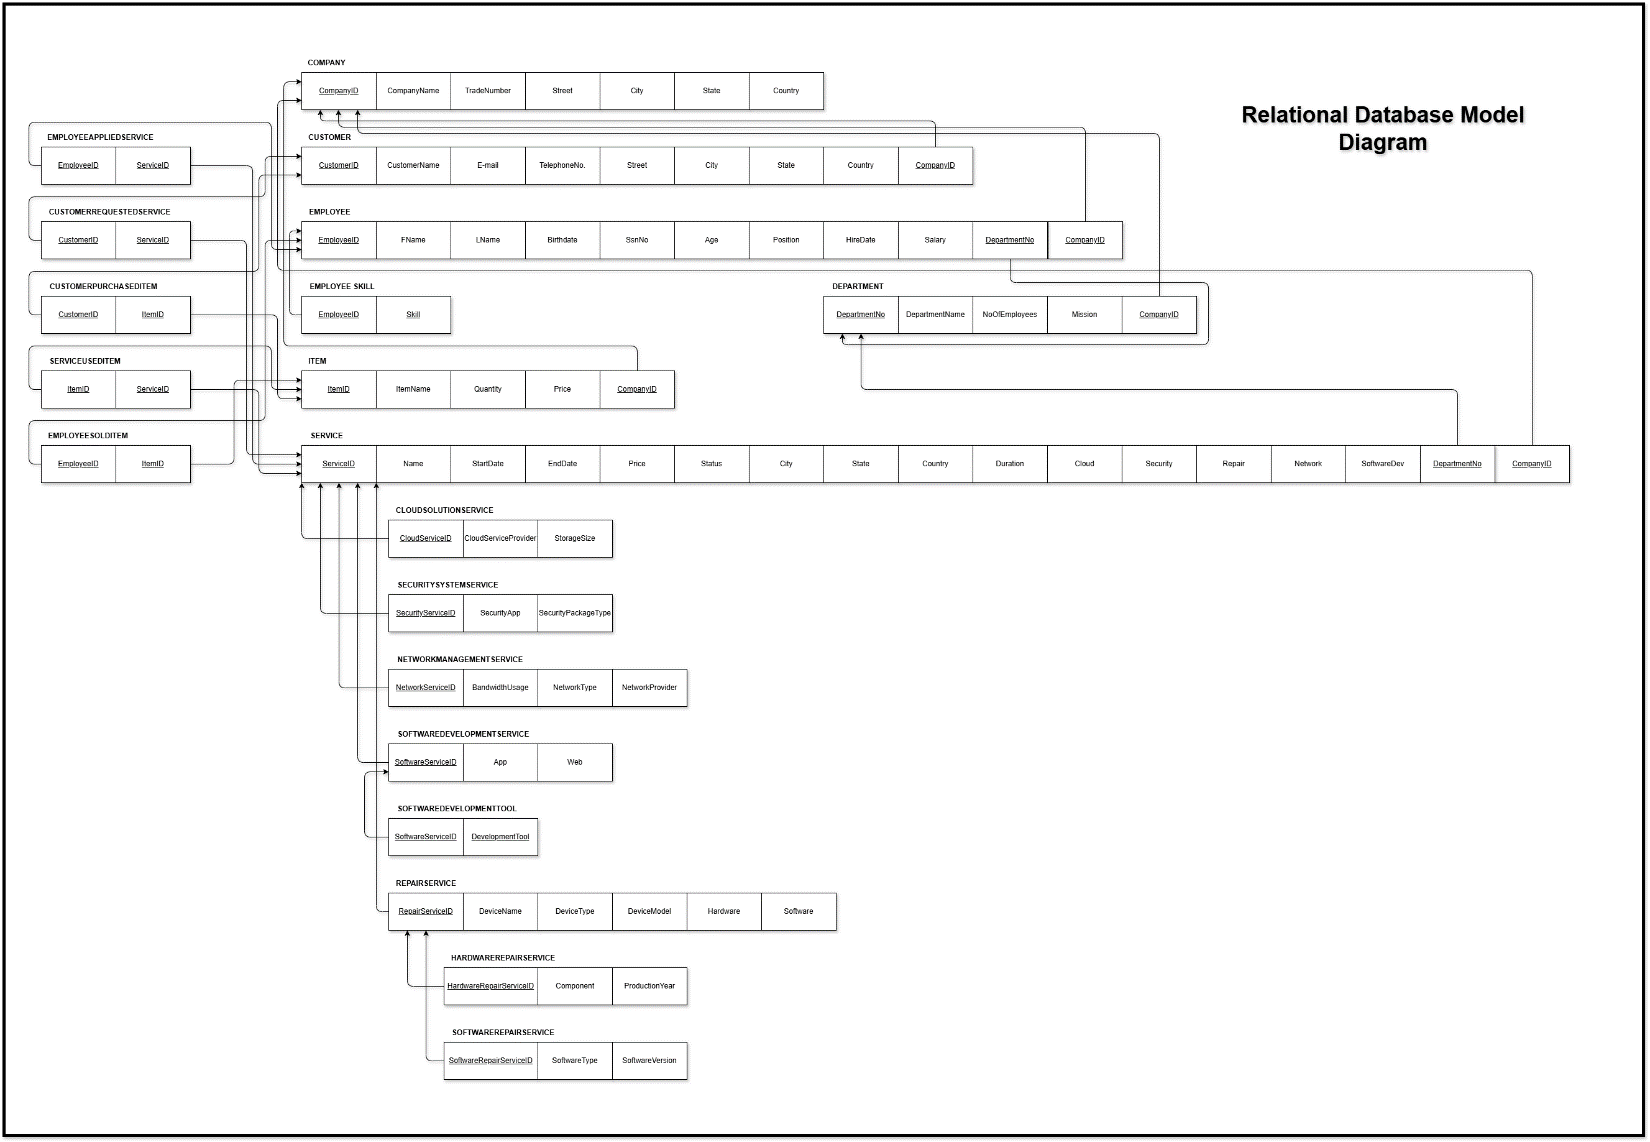 Relational Database Model
Diagram
COMPANY
CompanyID CompanyName TradeNumber Street City State Country
EMPLOYEEAPPLIEDSERVICE
EmployeeID ServiceID
CUSTOMER
CustomerID CustomerName E-mail TelephoneNo. Street City State Country CompanyID
CUSTOMERREQUESTEDSERVICE
CustomerID ServiceID
EMPLOYEE
EmployeeID FName LName Birthdate SsnNo Age Position HireDate Salary DepartmentNo CompanyID
CUSTOMERPURCHASEDITEM
CustomerID ItemID
EMPLOYEE SKILL
EmployeeID Skill
DEPARTMENT
DepartmentNo DepartmentName NoOfEmployees Mission CompanyID
SERVICEUSEDITEM
ItemID ServiceID
ITEM
ItemID ItemName Quantity Price CompanyID
EMPLOYEESOLDITEM
EmployeeID ItemID
SERVICE
ServiceID Name StartDate EndDate Price Status City State Country Duration Cloud Security Repair Network SoftwareDev DepartmentNo CompanyID
CLOUDSOLUTIONSERVICE
CloudServiceID CloudServiceProvider StorageSize
SECURITYSYSTEMSERVICE
SecurityServiceID SecurityApp SecurityPackageType
NETWORKMANAGEMENTSERVICE
NetworkServiceID BandwidthUsage NetworkType NetworkProvider
SOFTWAREDEVELOPMENTSERVICE
SoftwareServiceID App Web
SOFTWAREDEVELOPMENTTOOL
SoftwareServiceID DevelopmentTool
REPAIRSERVICE
RepairServiceID DeviceName DeviceType DeviceModel Hardware Software
HARDWAREREPAIRSERVICE
HardwareRepairServiceID Component ProductionYear
SOFTWAREREPAIRSERVICE
SoftwareRepairServiceID SoftwareType SoftwareVersion